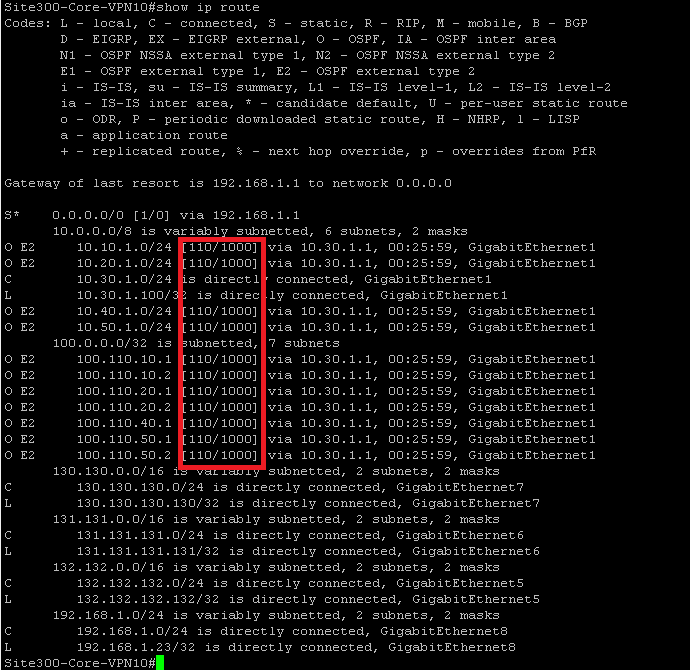 Site300-Core-VPN10#show ip route
Codes: L - local, C - connected, S - static, R - RIP, M - mobile, B - BGP
D - EIGRP, EX - EIGRP external, O - OSPF, IA - OSPF inter area
N1 - OSPF NSSA external type 1, N2 - OSPF NSSA external type 2
E1 - OSPF external type 1, E2 - OSPF external type 2
i - IS-IS, su - IS-IS summary, L1 - IS-IS level-1, L2 - IS-IS level-2
ia - IS-IS inter area, * - candidate default, U - per-user static route
o - ODR, P - periodic downloaded static route, H - NHRP, l - LISP
a - application route
+ - replicated route, % - next hop override, p - overrides from PfR
Gateway of last resort is 192.168.1.1 to network 0.0.0.0
S* 0.0.0.0/0 [1/0] via 192.168.1.1
10.0.0.0/8 is variably subnetted, 6 subnets, 2 masks
O E2 10.10.1.0/24 [110/1000] via 10.30.1.1, 00:25:59, GigabitEthernet1
O E2 10.20.1.0/24 [110/1000] via 10.30.1.1, 00:25:59, GigabitEthernet1
C 10.30.1.0/24 is directly connected, GigabitEthernet1
L 10.30.1.100/32 is directly connected, GigabitEthernet1
O E2 10.40.1.0/24 [110/1000] via 10.30.1.1, 00:25:59, GigabitEthernet1
O E2 10.50.1.0/24 [110/1000] via 10.30.1.1, 00:25:59, GigabitEthernet1
100.0.0.0/32 is subnetted, 7 subnets
O E2 100.110.10.1 [110/1000] via 10.30.1.1, 00:25:59, GigabitEthernet1
O E2 100.110.10.2 [110/1000] via 10.30.1.1, 00:25:59, GigabitEthernet1
O E2 100.110.20.1 [110/1000] via 10.30.1.1, 00:25:59, GigabitEthernet1
O E2 100.110.20.2 [110/1000] via 10.30.1.1, 00:25:59, GigabitEthernet1
O E2 100.110.40.1 [110/1000] via 10.30.1.1, 00:25:59, GigabitEthernet1
O E2 100.110.50.1 [110/1000] via 10.30.1.1, 00:25:59, GigabitEthernet1
O E2 100.110.50.2 [110/1000] via 10.30.1.1, 00:25:59, GigabitEthernet1
130.130.0.0/16 is variably subnetted, 2 subnets, 2 masks
C 130.130.130.0/24 is directly connected, GigabitEthernet7
L 130.130.130.130/32 is directly connected, GigabitEthernet7
131.131.0.0/16 is variably subnetted, 2 subnets, 2 masks
C 131.131.131.0/24 is directly connected, GigabitEthernet6
L 131.131.131.131/32 is directly connected, GigabitEthernet6
132.132.0.0/16 is variably subnetted, 2 subnets, 2 masks
C 132.132.132.0/24 is directly connected, GigabitEthernet5
L 132.132.132.132/32 is directly connected, GigabitEthernet5
192.168.1.0/24 is variably subnetted, 2 subnets, 2 masks
C 192.168.1.0/24 is directly connected, GigabitEthernet8
L 192.168.1.23/32 is directly connected, GigabitEthernet8
Site300-Core-VPN10#